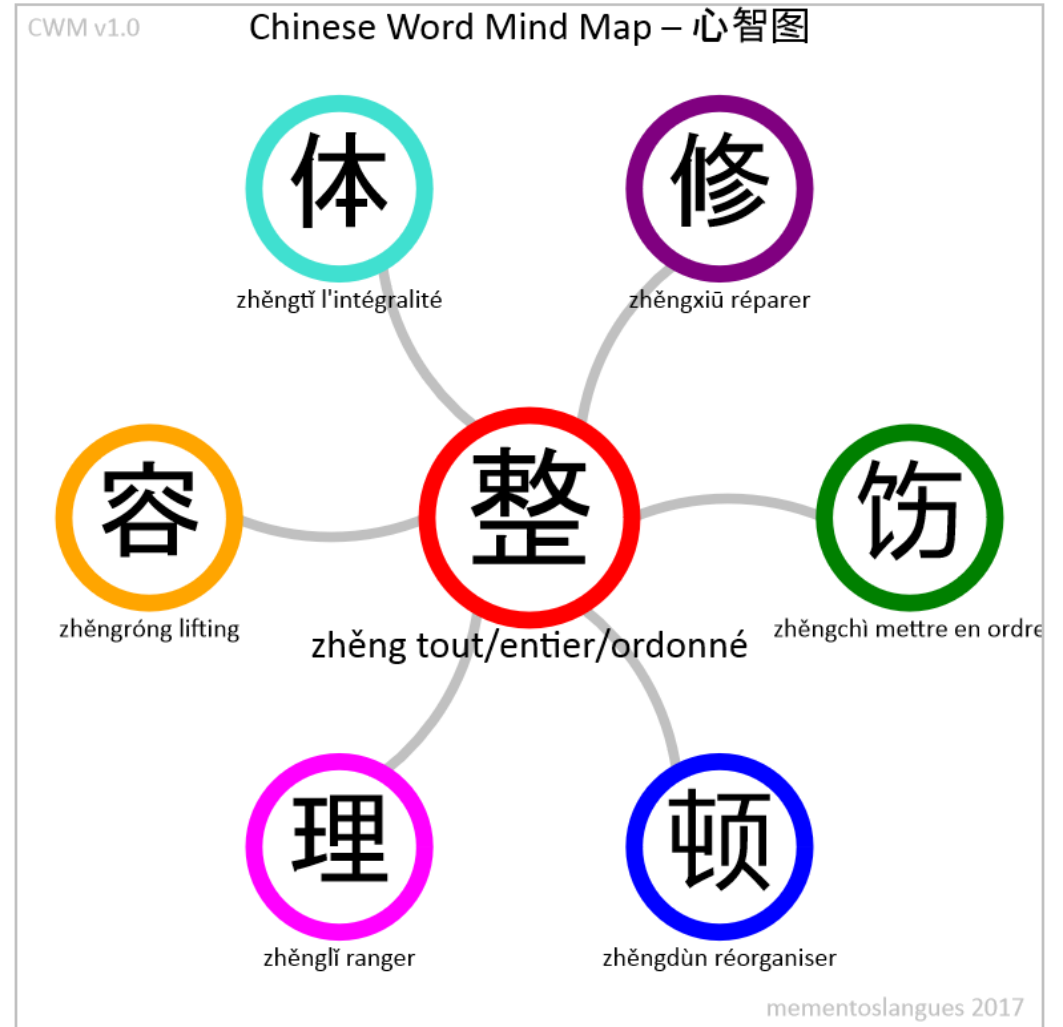 CWM v1.0
Chinese Word Mind Map – 心智图
体
zhěngtǐ l'intégralité
修
zhěngxiū réparer
容
zhěngróng lifting
整
zhěng tout/entier/ordonné
饬
zhěngchì mettre en ordre
理
zhěnglǐ ranger
顿
zhěngdùn réorganiser
mementoslangues 2017